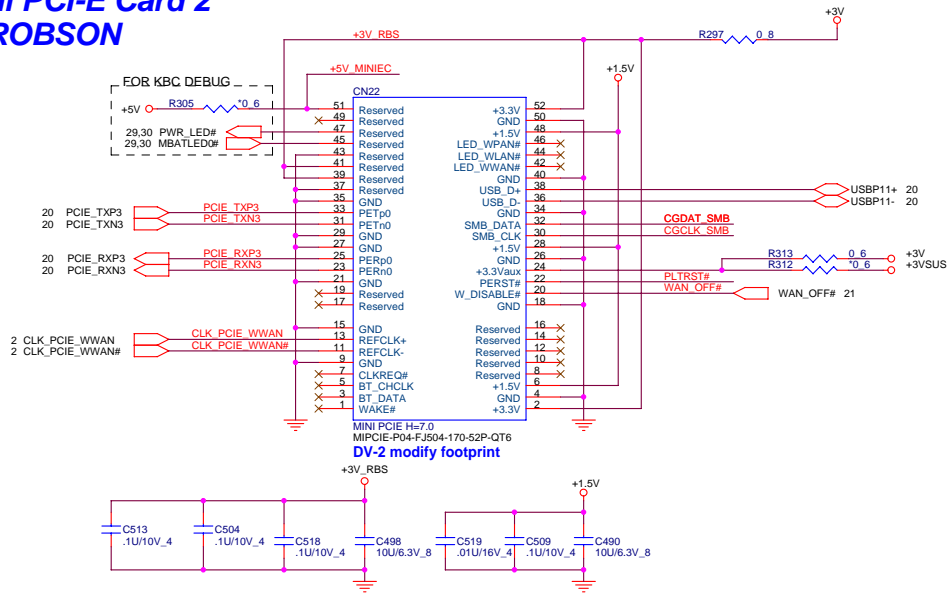 ni PCI-E Card 2
ROBSON
+3V
+3V_RBS
R297 0_8
+5V_MINIEC
+1.5V
FOR KBC DEBUG
CN22
+5V R305 *0_6
29,30 PWR_LED#
29,30 MBATLED0#
51 Reserved +3.3V 52
49 Reserved GND 50
47 Reserved +1.5V 48
45 Reserved LED_WPAN# 46
43 Reserved LED_WLAN# 44
41 Reserved LED_WWAN# 42
39 Reserved GND 40
37 Reserved USB_D+ 38 USBP11+ 20
35 GND USB_D- 36 USBP11- 20
20 PCIE_TXP3 PCIE_TXP3 33 PETp0 GND 34
20 PCIE_TXN3 PCIE_TXN3 31 PETn0 SMB_DATA 32 CGDAT_SMB
29 GND SMB_CLK 30 CGCLK_SMB
27 GND +1.5V 28
20 PCIE_RXP3 PCIE_RXP3 25 PERp0 GND 26 R313 0_6 +3V
20 PCIE_RXN3 PCIE_RXN3 23 PERn0 +3.3Vaux 24 R312 *0_6 +3VSUS
21 GND PERST# 22 PLTRST#
19 Reserved W_DISABLE# 20 WAN_OFF# WAN_OFF# 21
17 Reserved GND 18
15 GND Reserved 16
2 CLK_PCIE_WWAN CLK_PCIE_WWAN 13 REFCLK+ Reserved 14
2 CLK_PCIE_WWAN# CLK_PCIE_WWAN# 11 REFCLK- Reserved 12
9 GND Reserved 10
7 CLKREQ# Reserved 8
5 BT_CHCLK +1.5V 6
3 BT_DATA GND 4
1 WAKE# +3.3V 2
MINI PCIE H=7.0
MIPCIE-P04-FJ504-170-52P-QT6
DV-2 modify footprint
+3V_RBS
+1.5V
C513
.1U/10V_4
C504
.1U/10V_4
C518
.1U/10V_4
C498
10U/6.3V_8
C519
.01U/16V_4
C509
.1U/10V_4
C490
10U/6.3V_8